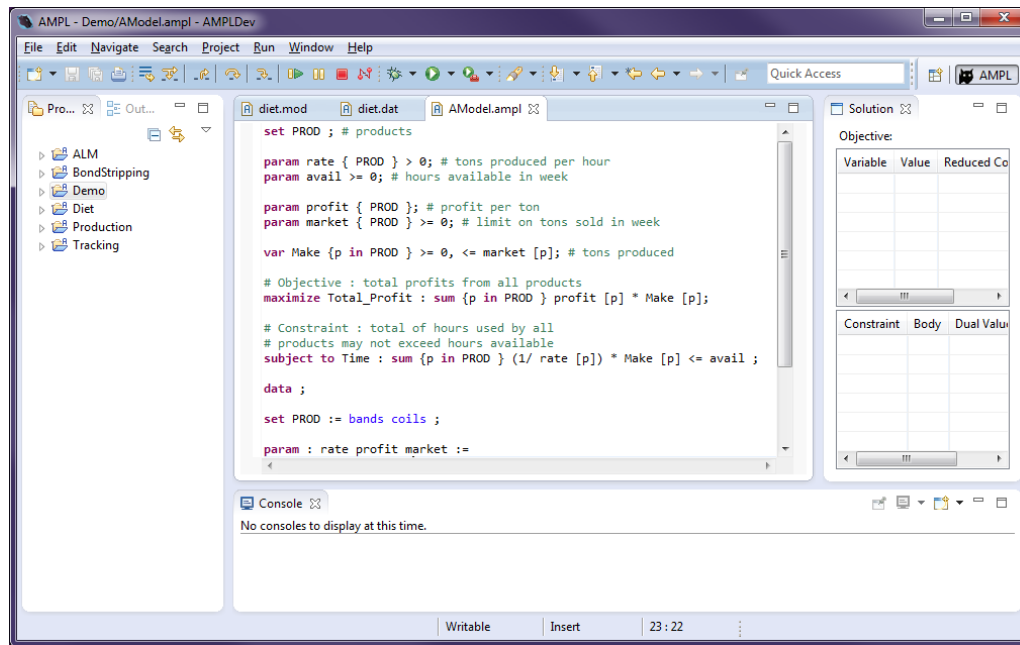 AMPL - Demo/AModel.ampl - AMPLDev
File Edit Navigate Search Project Run Window Help
Quick Access
AMPL
Pro... Out...
ALM
BondStripping
Demo
Diet
Production
Tracking
diet.mod diet.dat AModel.ampl
set PROD ; # products
param rate { PROD } > 0; # tons produced per hour
param avail >= 0; # hours available in week
param profit { PROD }; # profit per ton
param market { PROD } >= 0; # limit on tons sold in week
var Make {p in PROD } >= 0, <= market [p]; # tons produced
# Objective : total profits from all products
maximize Total_Profit : sum {p in PROD } profit [p] * Make [p];
# Constraint : total of hours used by all
# products may not exceed hours available
subject to Time : sum {p in PROD } (1/ rate [p]) * Make [p] <= avail ;
data ;
set PROD := bands coils ;
param : rate profit market :=
Solution
Objective:
Variable Value Reduced Co
Constraint Body Dual Valu
Console
No consoles to display at this time.
Writable Insert 23 : 22